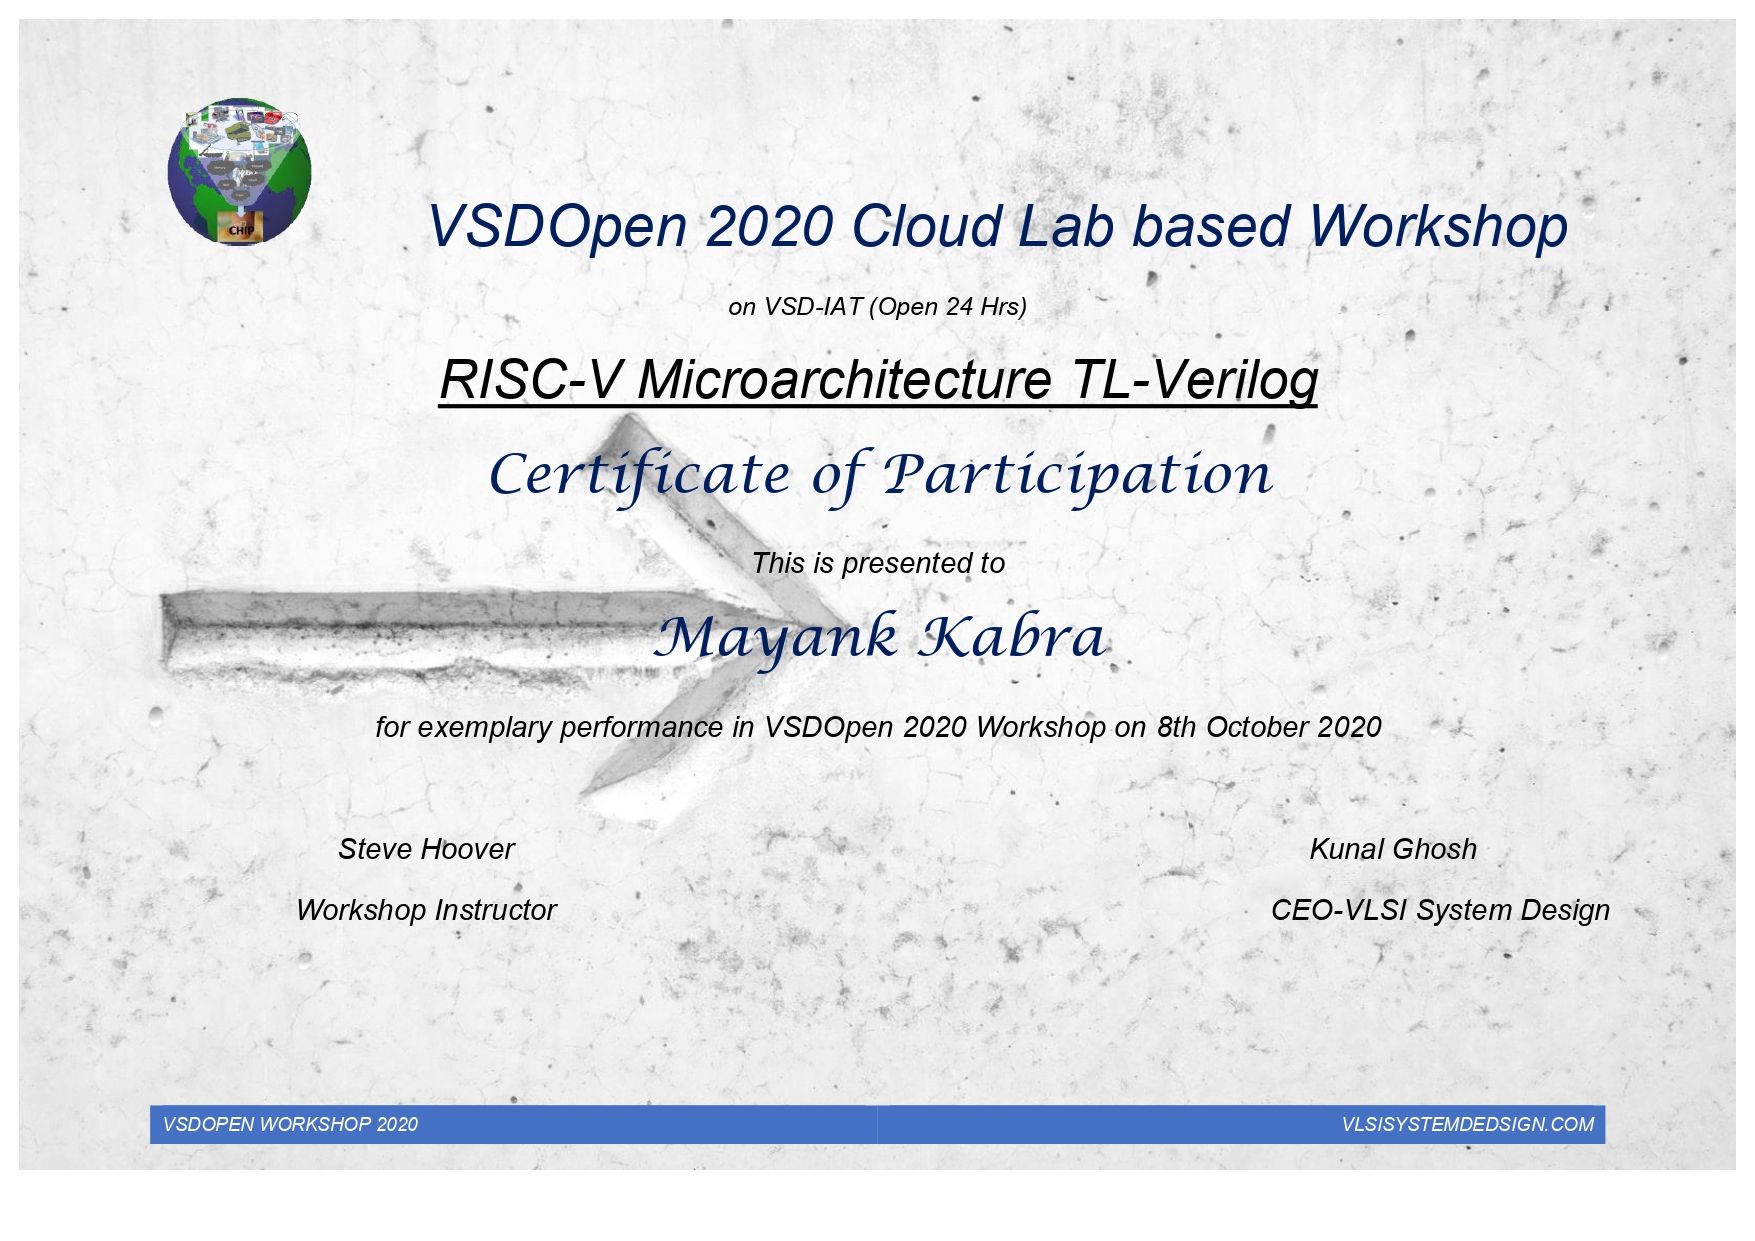 CHIP
VSDOpen 2020 Cloud Lab based Workshop
on VSD-IAT (Open 24 Hrs)
RISC-V Microarchitecture TL-Verilog
Certificate of Participation
This is presented to
Mayank Kabra
for exemplary performance in VSDOpen 2020 Workshop on 8th October 2020
Steve Hoover
Kunal Ghosh
Workshop Instructor
CEO-VLSI System Design
VSDOPEN WORKSHOP 2020
VLSISYSTEMDEDSIGN.COM